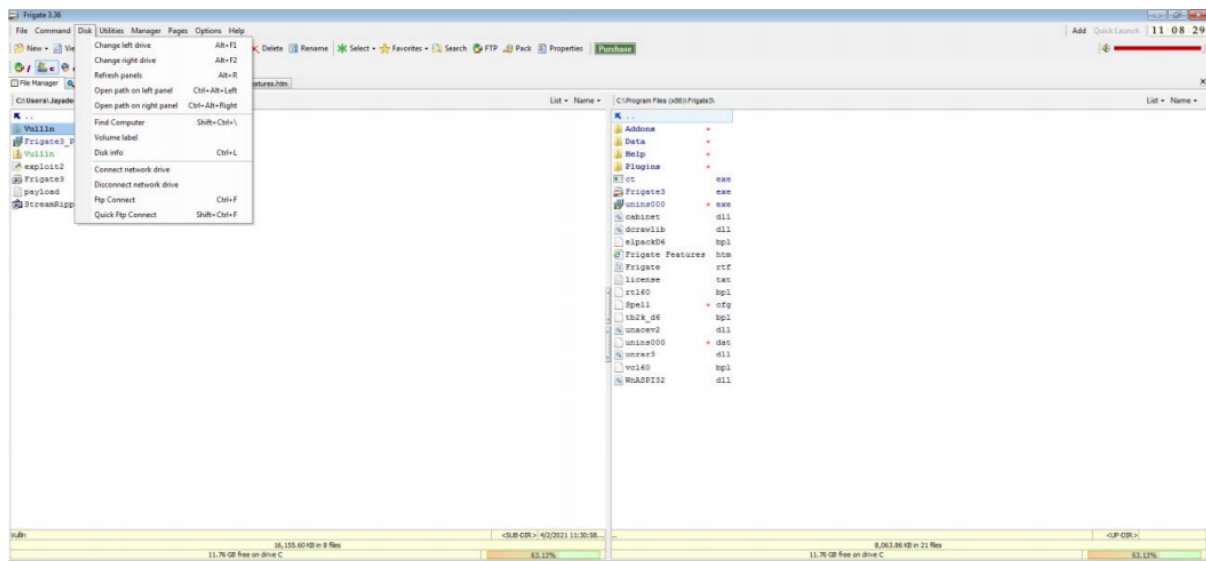 Frigate 3.36
File Command Disk Utilities Manager Pages Options Help
Add Quick Launch 11 08 29
New Delete Rename Select Favorites Search FTP Pack Properties Purchase
File Manager
Change left drive Alt+F1
Change right drive Alt+F2
Refresh panels Alt+R
Open path on left panel Ctrl+Alt+Left
Open path on right panel Ctrl+Alt+Right
Find Computer Shift+Ctrl+\
Volume label
Disk info Ctrl+L
Connect network drive
Disconnect network drive
Ftp Connect Ctrl+F
Quick Ftp Connect Shift+Ctrl+F
List Name
..
Vulln
Frigate3_P
Vulln
exploit2
Frigate3
payload
StreamRipp
C:\Program Files (x86)\Frigate3\
List Name
..
Addons
Data
Help
Plugins
ct exe
Frigate3 exe
unins000 exe
cabinet dll
dcrawlib dll
elpack06 bpl
Frigate Features htm
Frigate rtf
license txt
rtl60 bpl
Spell cfg
tb2k_d6 bpl
unacev2 dll
unins000 dat
unrar3 dll
vcl60 bpl
WnASPI32 dll
Vulln <SUB-DIR> 4/2/2021 11:30:58...
16,155.60 KB in 8 files
11.76 GB free on drive C 63.13%
.. <UP-DIR>
8,063.86 KB in 21 files
11.76 GB free on drive C 63.13%